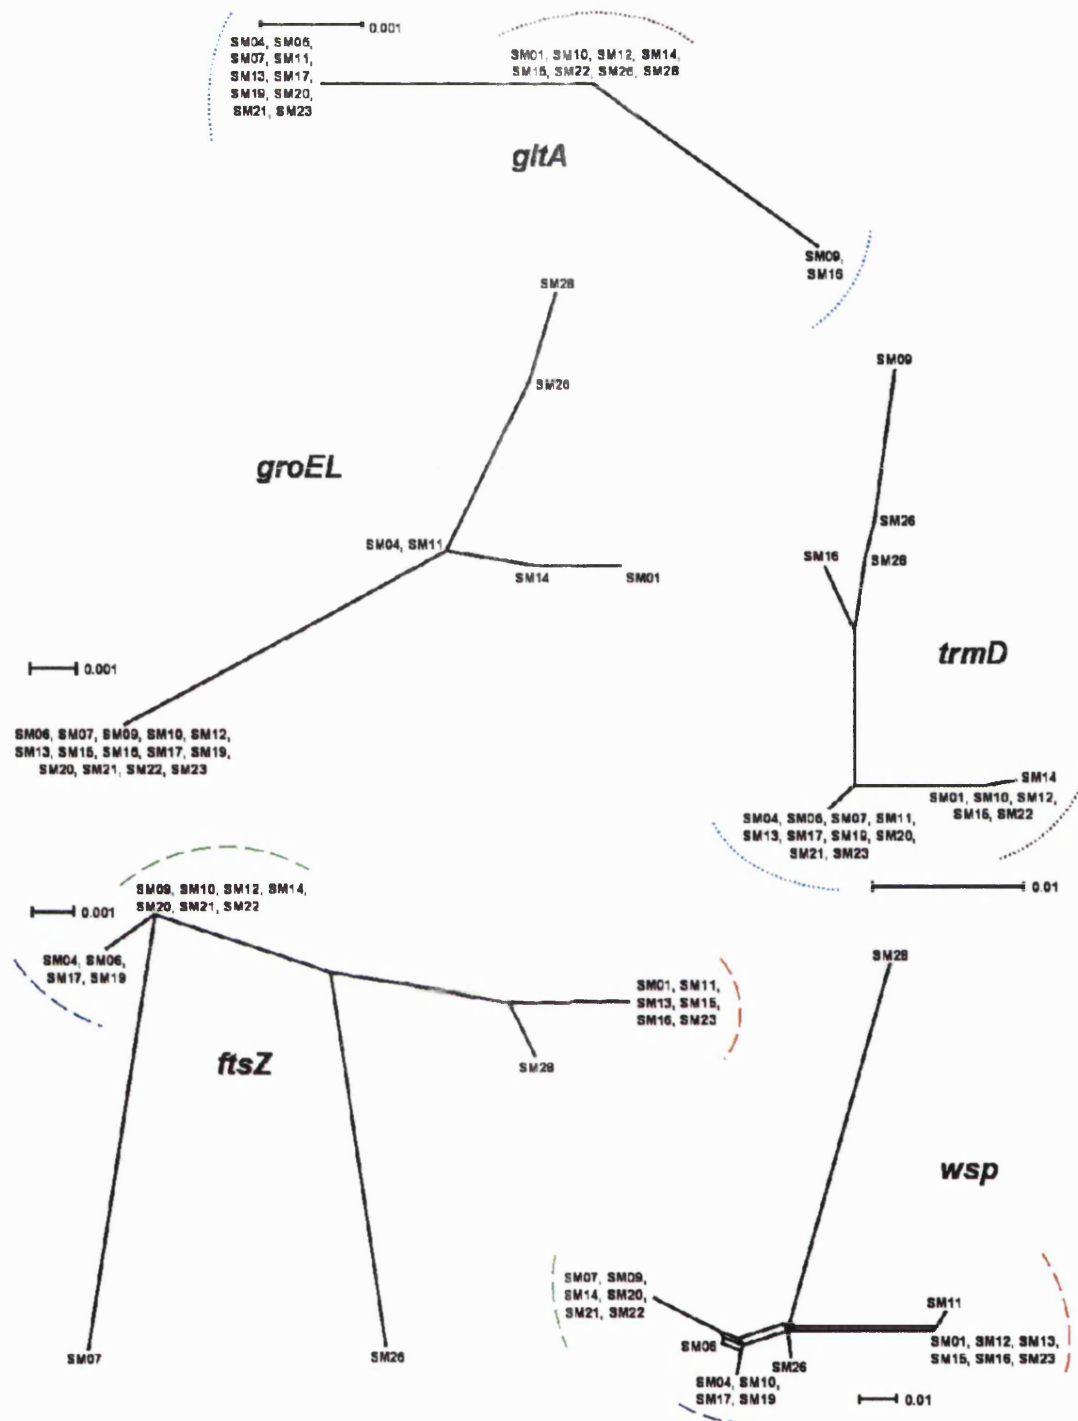 0.001
SM04, SM06,
SM07, SM11,
SM13, SM17,
SM19, SM20,
SM21, SM23
SM01, SM10, SM12, SM14,
SM15, SM22, SM26, SM28
gltA
SM09,
SM16
SM28
SM26
groEL
SM04, SM11
SM14
SM01
0.001
SM06, SM07, SM09, SM10, SM12,
SM13, SM15, SM16, SM17, SM19,
SM20, SM21, SM22, SM23
SM09
SM26
SM16
SM28
trmD
SM14
SM01, SM10, SM12,
SM15, SM22
SM04, SM06, SM07, SM11,
SM13, SM17, SM19, SM20,
SM21, SM23
0.01
SM09, SM10, SM12, SM14,
SM20, SM21, SM22
0.001
SM04, SM06,
SM17, SM19
SM01, SM11,
SM13, SM15,
SM16, SM23
SM28
ftsZ
SM07
SM26
SM28
wsp
SM07, SM09,
SM14, SM20,
SM21, SM22
SM11
SM06
SM01, SM12, SM13,
SM15, SM16, SM23
SM26
SM04, SM10,
SM17, SM19
0.01